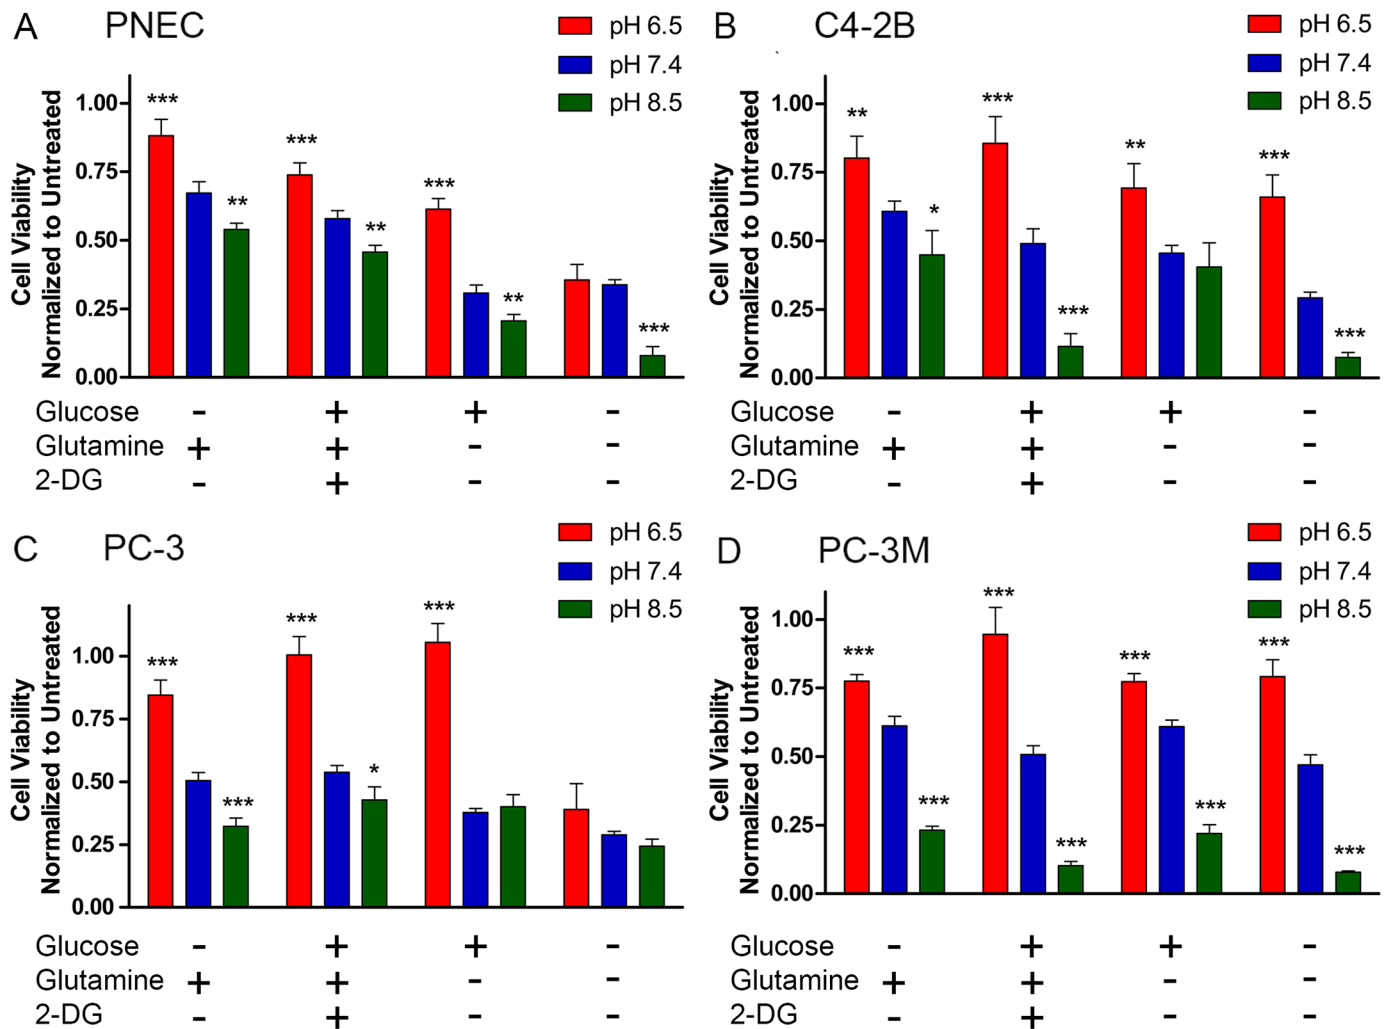 A PNEC
pH 6.5
pH 7.4
pH 8.5
Cell Viability
Normalized to Untreated
1.00
0.75
0.50
0.25
0.00
*** ** *** ** *** ** ***
Glucose - + + -
Glutamine + + - -
2-DG - + - -
B C4-2B
pH 6.5
pH 7.4
pH 8.5
Cell Viability
Normalized to Untreated
1.00
0.75
0.50
0.25
0.00
** * *** *** ** *** ***
Glucose - + + -
Glutamine + + - -
2-DG - + - -
C PC-3
pH 6.5
pH 7.4
pH 8.5
Cell Viability
Normalized to Untreated
1.00
0.75
0.50
0.25
0.00
*** *** *** * ***
Glucose - + + -
Glutamine + + - -
2-DG - + - -
D PC-3M
pH 6.5
pH 7.4
pH 8.5
Cell Viability
Normalized to Untreated
1.00
0.75
0.50
0.25
0.00
*** *** *** *** *** *** *** ***
Glucose - + + -
Glutamine + + - -
2-DG - + - -